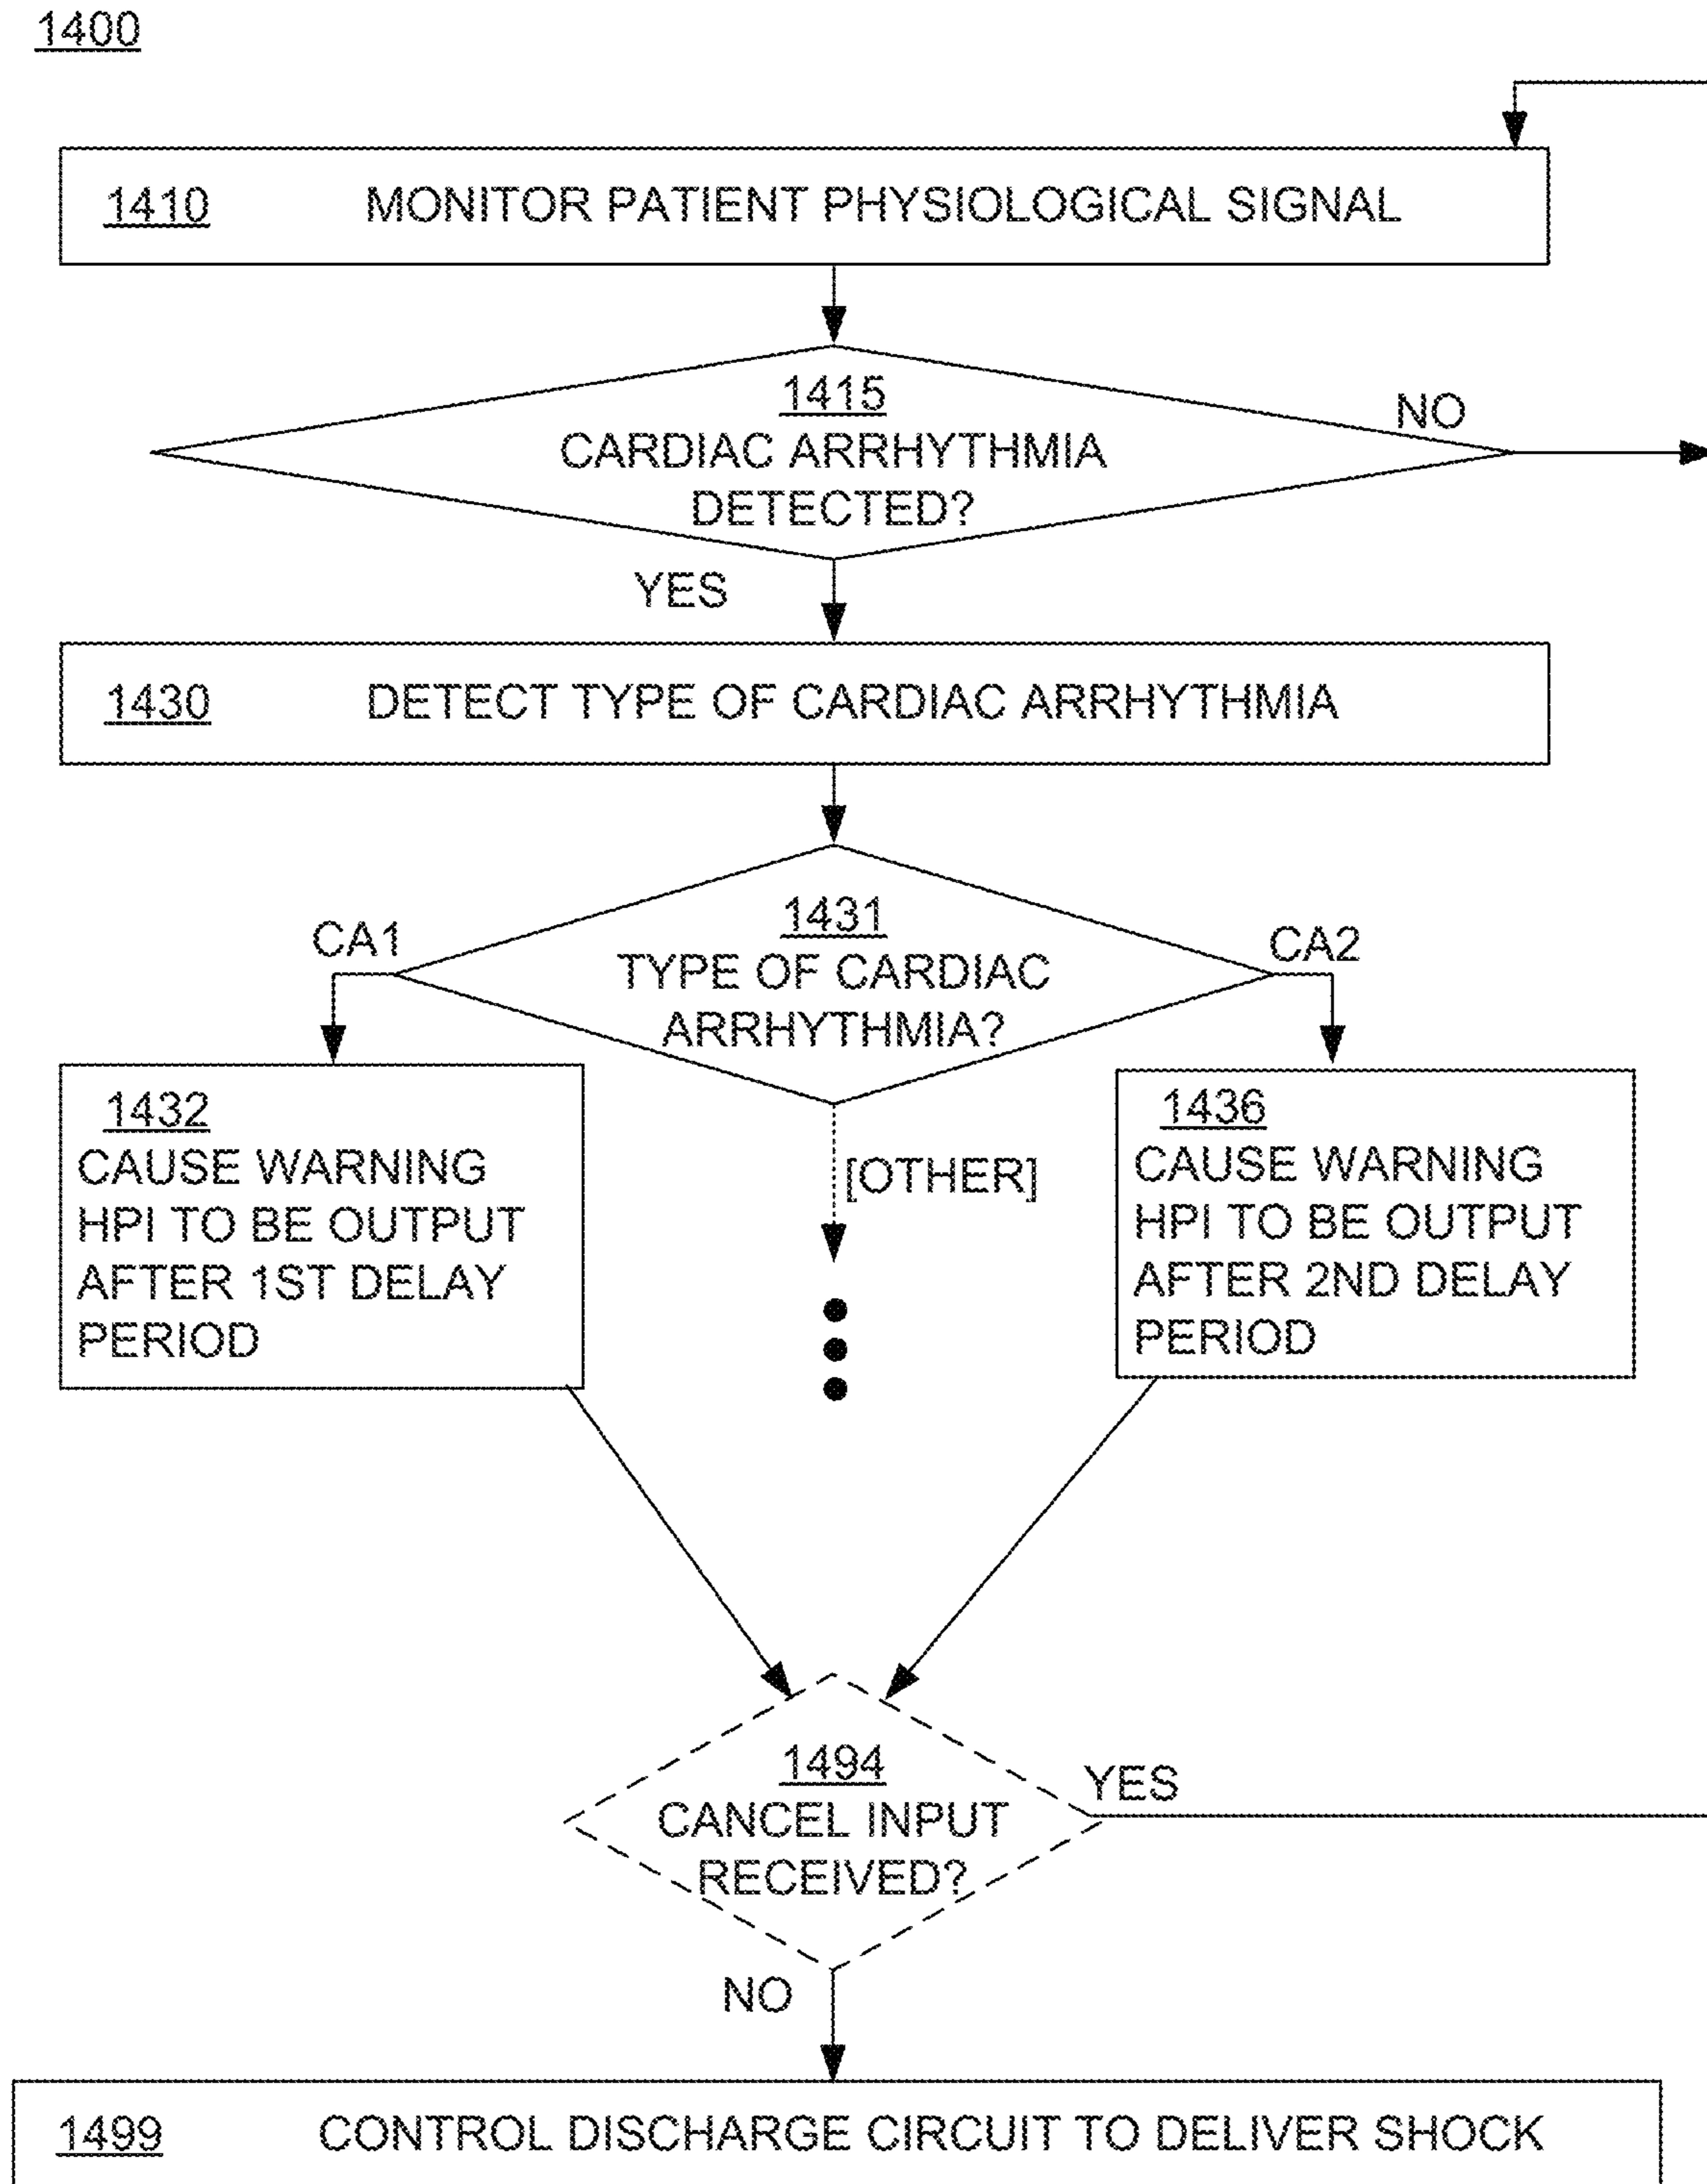 1400
1410 MONITOR PATIENT PHYSIOLOGICAL SIGNAL
1415
CARDIAC ARRHYTHMIA
DETECTED?
NO
YES
1430 DETECT TYPE OF CARDIAC ARRHYTHMIA
1431
TYPE OF CARDIAC
ARRHYTHMIA?
CA1
CA2
[OTHER]
1432
CAUSE WARNING
HPI TO BE OUTPUT
AFTER 1ST DELAY
PERIOD
1436
CAUSE WARNING
HPI TO BE OUTPUT
AFTER 2ND DELAY
PERIOD
1494
CANCEL INPUT
RECEIVED?
YES
NO
1499 CONTROL DISCHARGE CIRCUIT TO DELIVER SHOCK